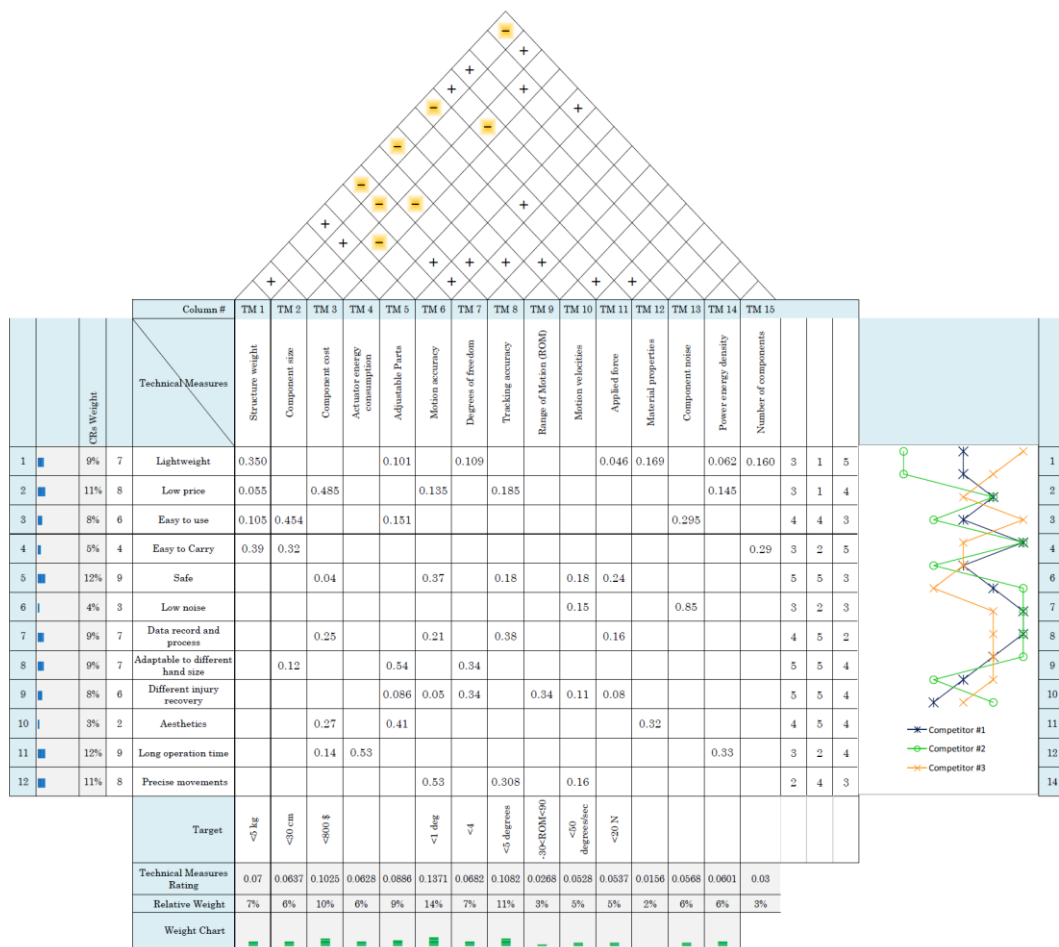 −
+
+
+
+
−
+
−
−
−
−
−
+
+
+
−
+
+
+
+
+
+
+
+
Column # TM 1 TM 2 TM 3 TM 4 TM 5 TM 6 TM 7 TM 8 TM 9 TM 10 TM 11 TM 12 TM 13 TM 14 TM 15
CRs Weight
Technical Measures
Structure weight
Component size
Component cost
Actuator energy
consumption
Adjustable Parts
Motion accuracy
Degrees of freedom
Tracking accuracy
Range of Motion (ROM)
Motion velocities
Applied force
Material properties
Component noise
Power energy density
Number of components
1 9% 7 Lightweight 0.350 0.101 0.109 0.046 0.169 0.062 0.160 3 1 5 1
2 11% 8 Low price 0.055 0.485 0.135 0.185 0.145 3 1 4 2
3 8% 6 Easy to use 0.105 0.454 0.151 0.295 4 4 3 3
4 5% 4 Easy to Carry 0.39 0.32 0.29 3 2 5 4
5 12% 9 Safe 0.04 0.37 0.18 0.18 0.24 5 5 3 6
6 4% 3 Low noise 0.15 0.85 3 2 3 7
7 9% 7 Data record and
process 0.25 0.21 0.38 0.16 4 5 2 8
8 9% 7 Adaptable to different
hand size 0.12 0.54 0.34 5 5 4 9
9 8% 6 Different injury
recovery 0.086 0.05 0.34 0.34 0.11 0.08 5 5 4 10
10 3% 2 Aesthetics 0.27 0.41 0.32 4 5 4 11
11 12% 9 Long operation time 0.14 0.53 0.33 3 2 4 12
12 11% 8 Precise movements 0.53 0.308 0.16 2 4 3 14
Competitor #1
Competitor #2
Competitor #3
Target
<5 kg
<30 cm
<800 $
<1 deg
<4
<5 degrees
-30<ROM<90
<50
degrees/sec
<20 N
Technical Measures
Rating 0.07 0.0637 0.1025 0.0628 0.0886 0.1371 0.0682 0.1082 0.0268 0.0528 0.0537 0.0156 0.0568 0.0601 0.03
Relative Weight 7% 6% 10% 6% 9% 14% 7% 11% 3% 5% 5% 2% 6% 6% 3%
Weight Chart